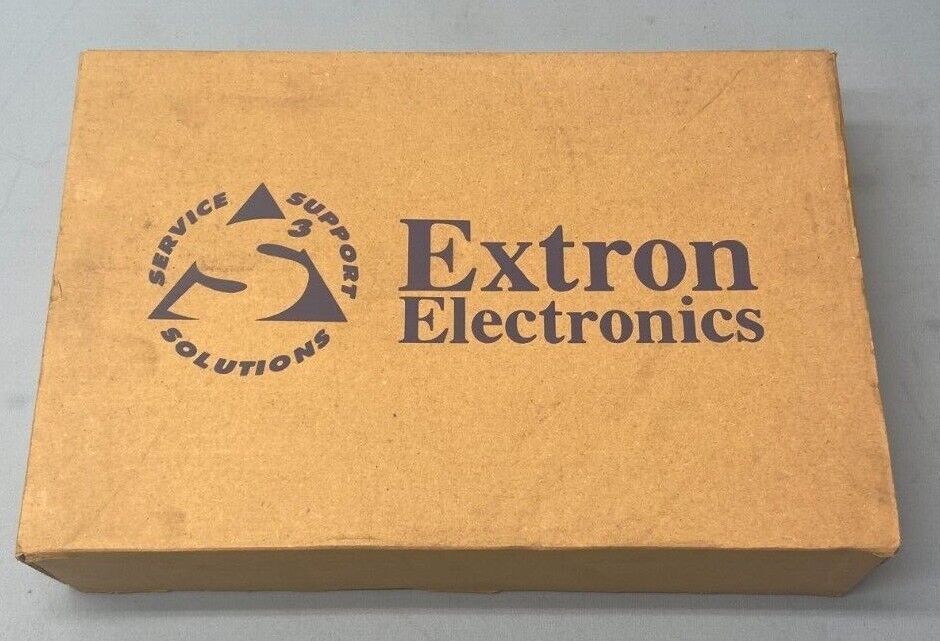 SERVICE
SUPPORT
3
SOLUTIONS
Extron
Electronics